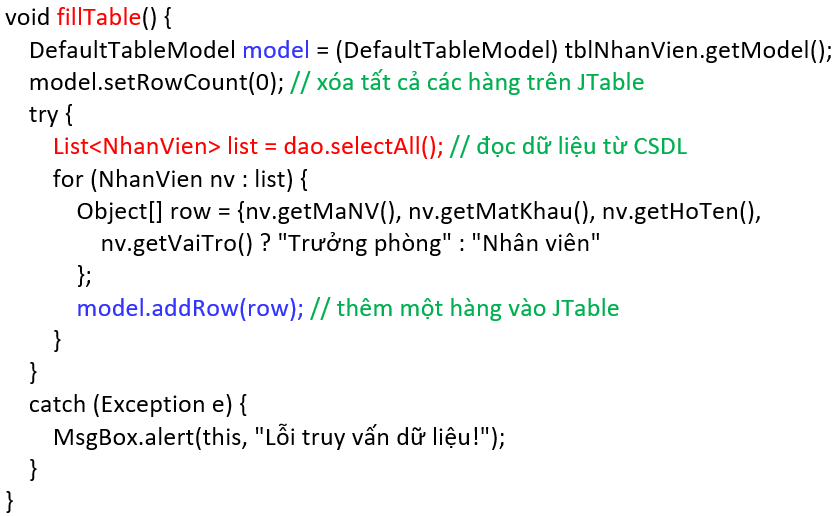 void fillTable() {
DefaultTableModel model = (DefaultTableModel) tblNhanVien.getModel();
model.setRowCount(0); // xóa tất cả các hàng trên JTable
try {
List<NhanVien> list = dao.selectAll(); // đọc dữ liệu từ CSDL
for (NhanVien nv : list) {
Object[] row = {nv.getMaNV(), nv.getMatKhau(), nv.getHoTen(),
nv.getVaiTro() ? "Trưởng phòng" : "Nhân viên"
};
model.addRow(row); // thêm một hàng vào JTable
}
}
catch (Exception e) {
MsgBox.alert(this, "Lỗi truy vấn dữ liệu!");
}
}